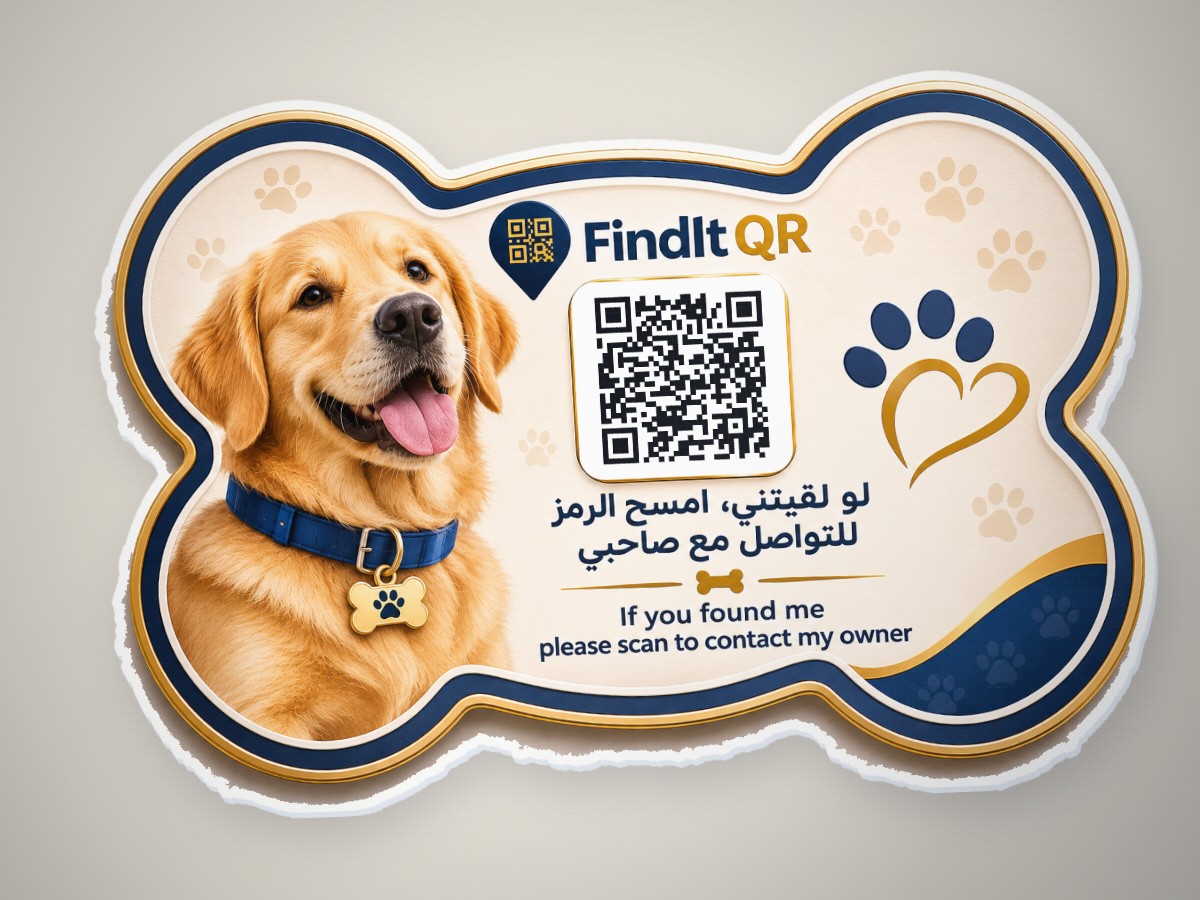 FindIt QR
لو لقيتني، امسح الرمز
للتواصل مع صاحبي
If you found me
please scan to contact my owner